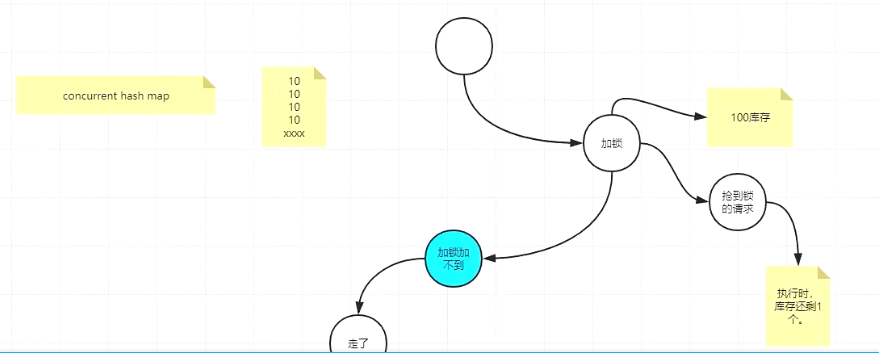 concurrent hash map
10
10
10
10
xxxx
100库存
加锁
抢到锁
的请求
加锁加
不到
执行时，
库存还剩1
个。
走了